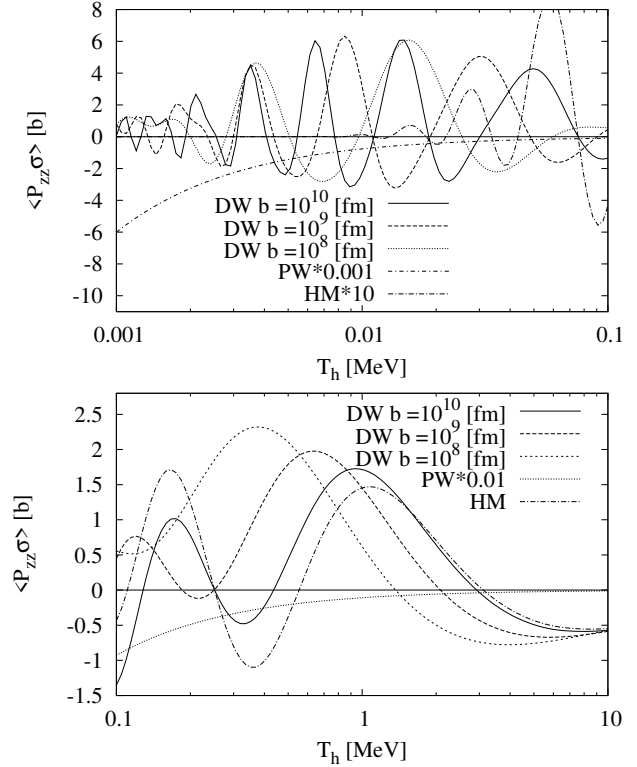 8
6
4
2
0
-2
-4
-6
-8
-10
<P_zz σ> [b]
DW b =10^10 [fm]
DW b =10^9 [fm]
DW b =10^8 [fm]
PW*0.001
HM*10
0.001 0.01 0.1
T_h [MeV]
2.5
2
1.5
1
0.5
0
-0.5
-1
-1.5
<P_zz σ> [b]
DW b =10^10 [fm]
DW b =10^9 [fm]
DW b =10^8 [fm]
PW*0.01
HM
0.1 1 10
T_h [MeV]